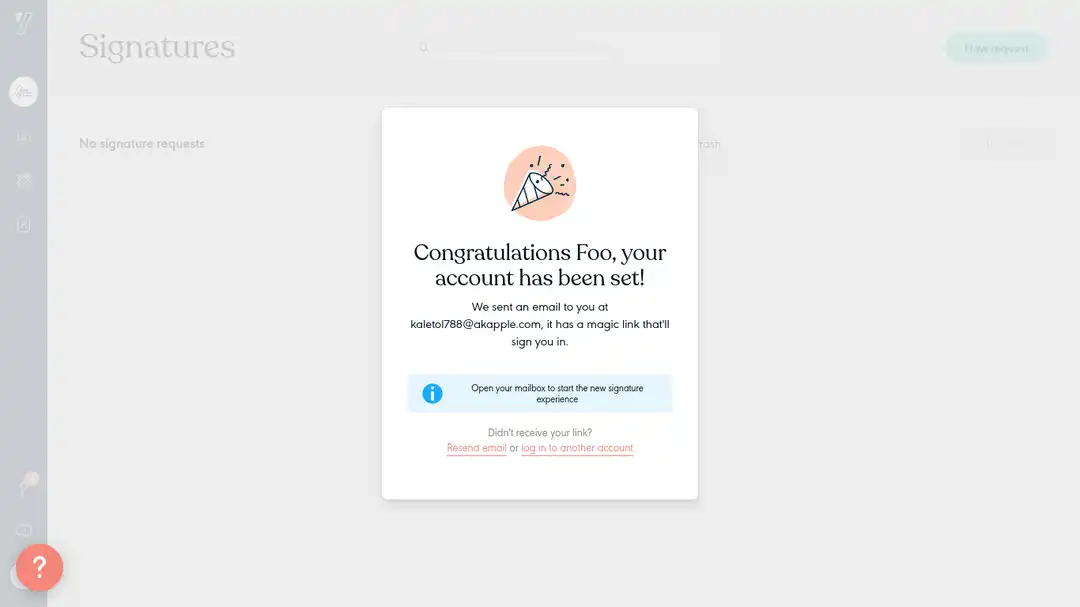 Signatures
New request
No signature requests
Trash
Congratulations Foo, your
account has been set!
We sent an email to you at
kaletol788@akapple.com, it has a magic link that'll
sign you in.
Open your mailbox to start the new signature
experience
Didn't receive your link?
Resend email or log in to another account
?